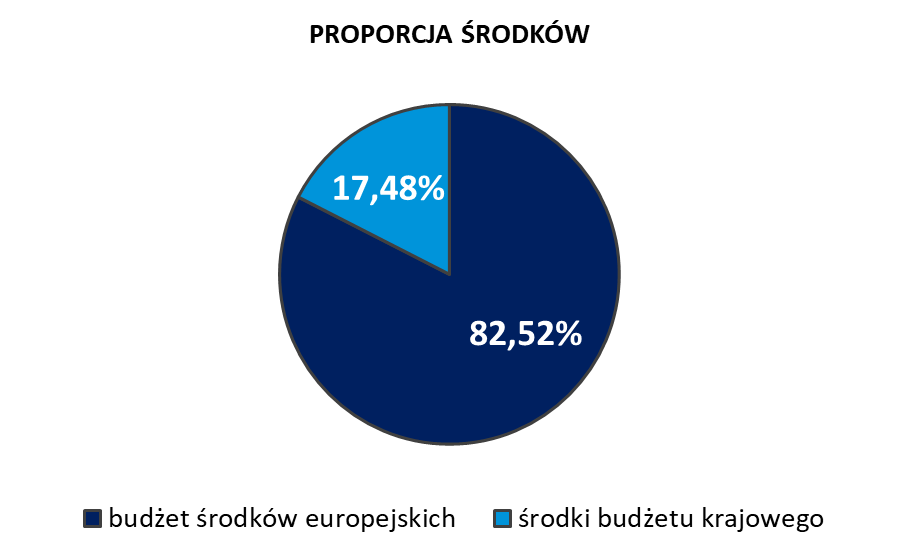 PROPORCJA ŚRODKÓW
17,48%
82,52%
budżet środków europejskich
środki budżetu krajowego